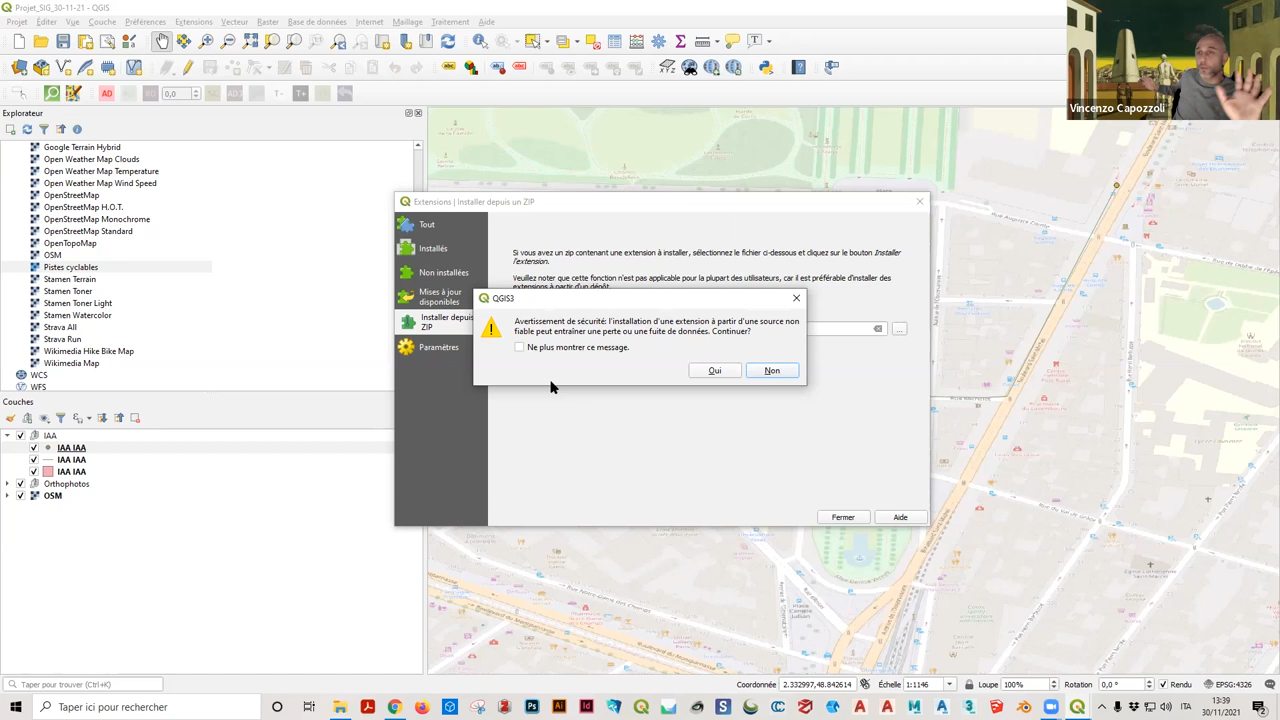 Projet_SIG_30-11-21 — QGIS
Projet Éditer Vue Couche Préférences Extensions Vecteur Raster Base de données Internet Maillage Traitement Aide
Vincenzo Capozzoli
0,0
Explorateur
Google Terrain Hybrid
Open Weather Map Clouds
Open Weather Map Temperature
Open Weather Map Wind Speed
OpenStreetMap
OpenStreetMap H.O.T.
OpenStreetMap Monochrome
OpenStreetMap Standard
OpenTopoMap
OSM
Pistes cyclables
Stamen Terrain
Stamen Toner
Stamen Toner Light
Stamen Watercolor
Strava All
Strava Run
Wikimedia Hike Bike Map
Wikimedia Map
WCS
WFS
Couches
IAA
IAA IAA
IAA IAA
IAA IAA
Orthophotos
OSM
Extensions | Installer depuis un ZIP
Tout
Installés
Non installées
Mises à jour
disponibles
Installer depuis
ZIP
Paramètres
Si vous avez un zip contenant une extension à installer, sélectionnez le fichier ci-dessous et cliquez sur le bouton Installer
l'extension.
Veuillez noter que cette fonction n'est pas applicable pour la plupart des utilisateurs, car il est préférable d'installer des
extensions à partir d'un dépôt.
...
Fermer
Aide
QGIS3
Avertissement de sécurité: l'installation d'une extension à partir d'une source non
fiable peut entraîner une perte ou une fuite de données. Continuer?
Ne plus montrer ce message.
Oui
Non
Taper pour trouver (Ctrl+K)
Coordonnée 2.332997,48.842614
Échelle 1:1146
Loupe 100%
Rotation 0,0 °
Rendu
EPSG:4326
Taper ici pour rechercher
ITA
13:39
30/11/2021